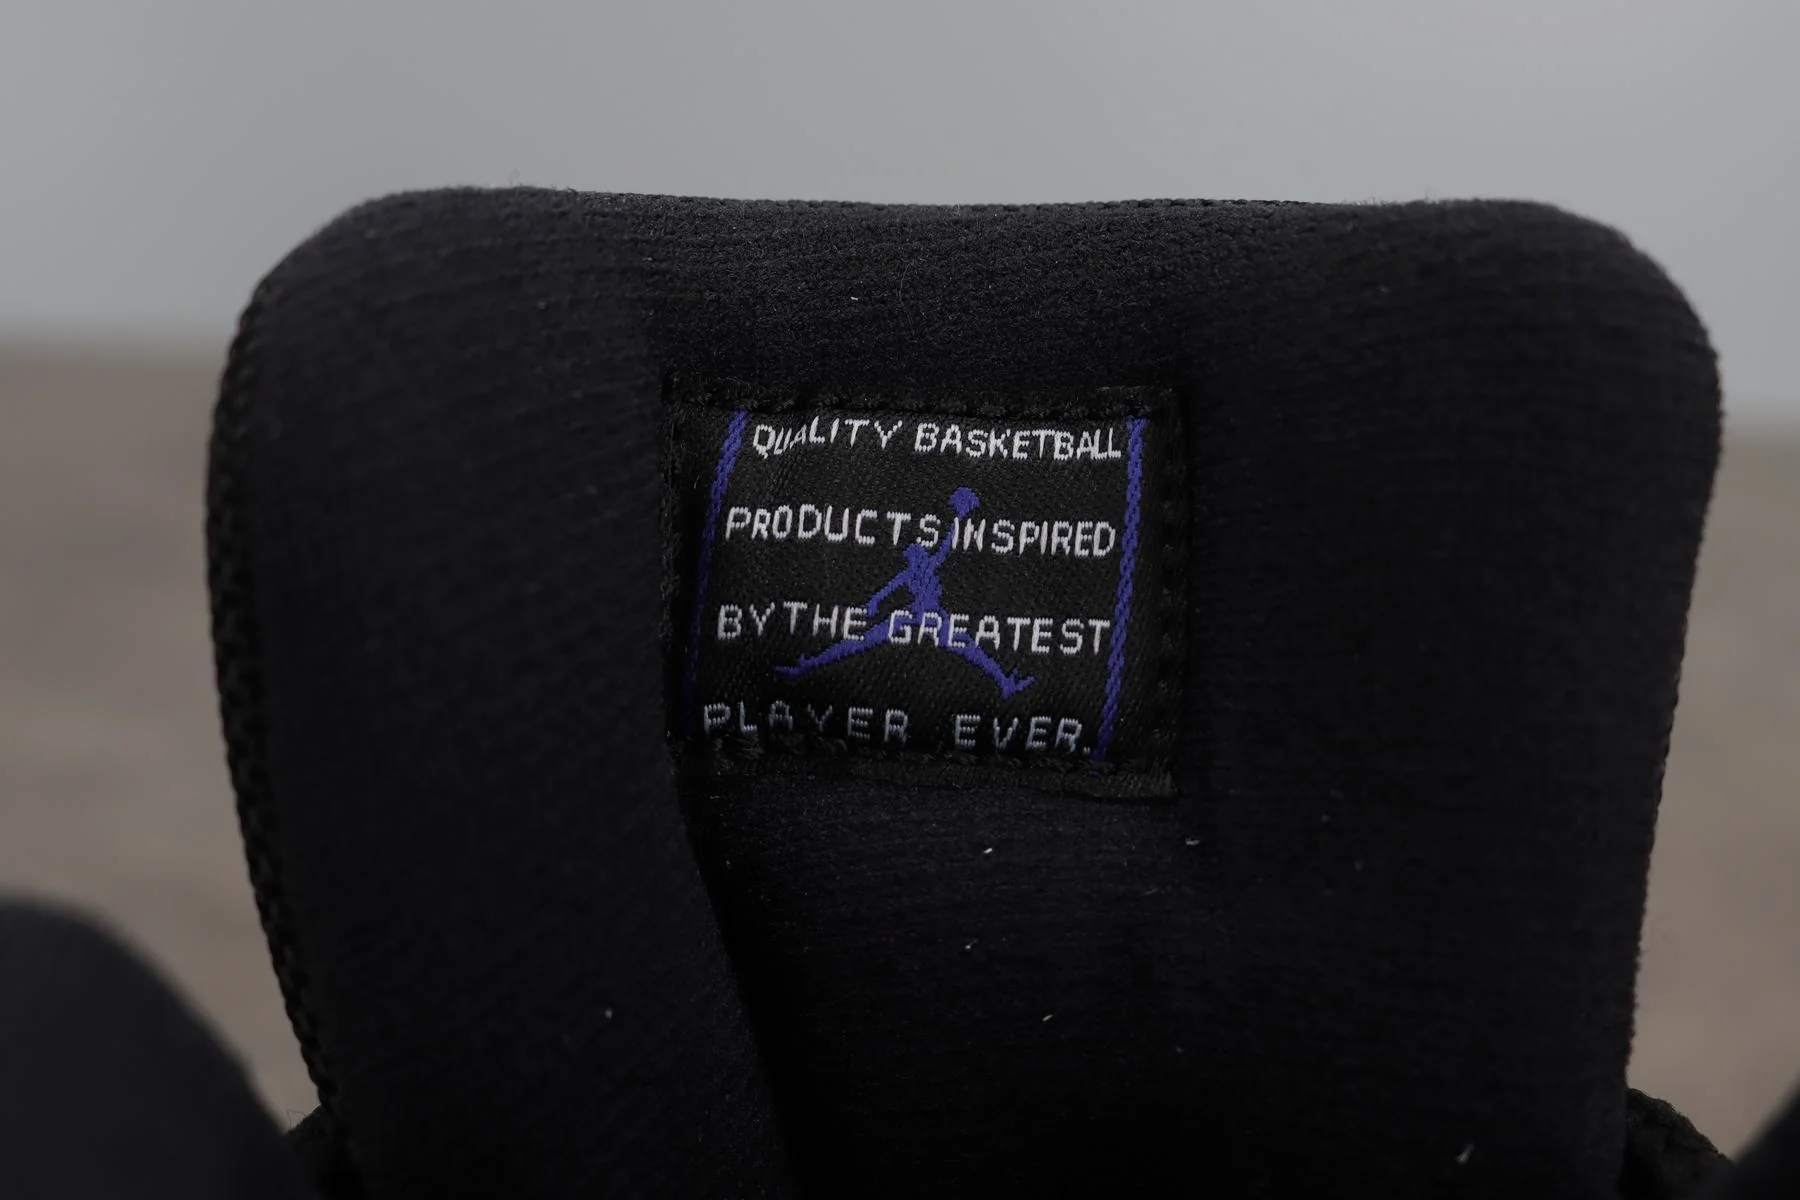 QUALITY BASKETBALL
PRODUCTS INSPIRED
BY THE GREATEST
PLAYER EVER.